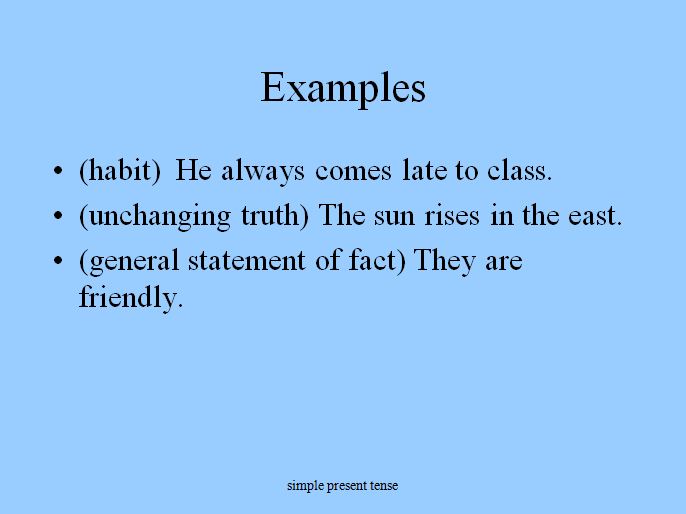 Examples
• (habit)  He always comes late to class.
• (unchanging truth) The sun rises in the east.
• (general statement of fact) They are
friendly.
simple present tense